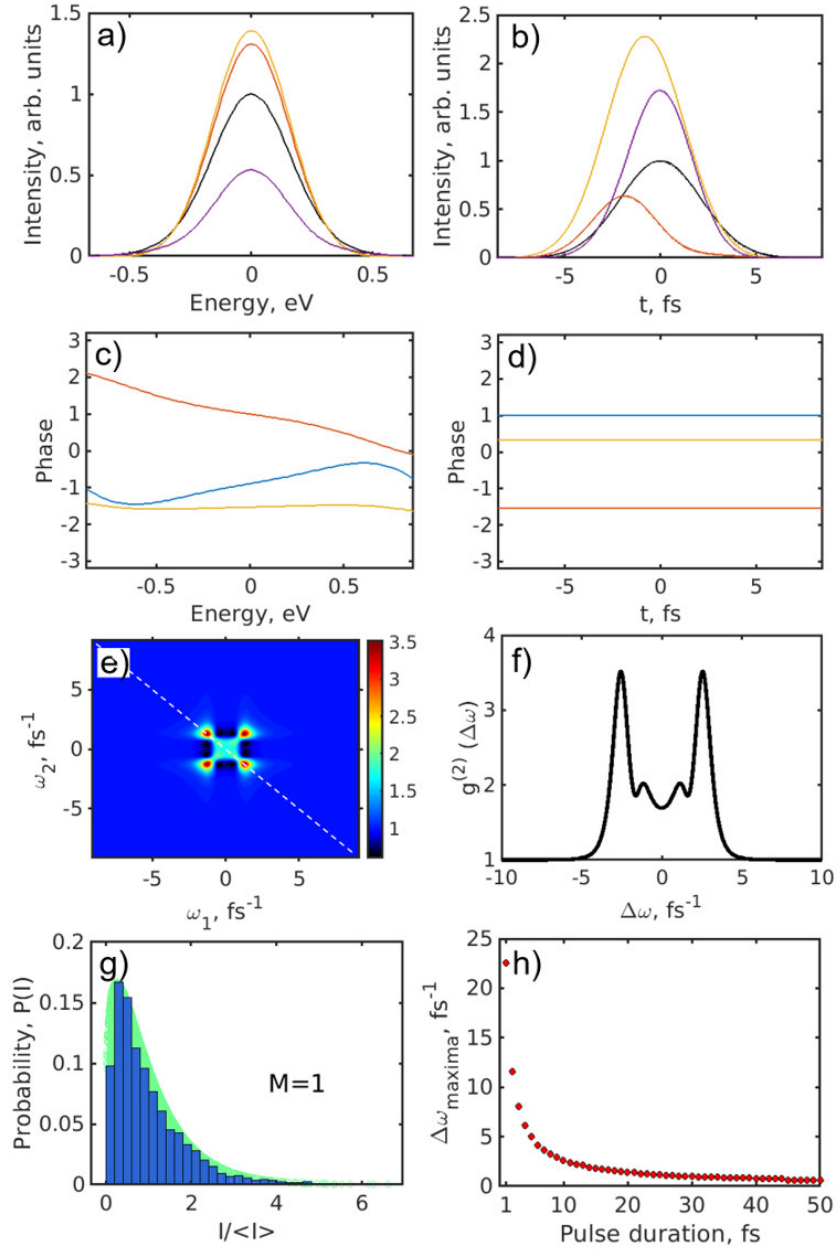 a)
1.5
1
0.5
0
Intensity, arb. units
-0.5 0 0.5
Energy, eV
b)
2.5
2
1.5
1
0.5
0
Intensity, arb. units
-5 0 5
t, fs
c)
3
2
1
0
-1
-2
-3
Phase
-0.5 0 0.5
Energy, eV
d)
3
2
1
0
-1
-2
-3
Phase
-5 0 5
t, fs
e)
5
0
-5
ω₂, fs⁻¹
-5 0 5
ω₁, fs⁻¹
3.5
3
2.5
2
1.5
1
f)
4
3
2
1
g⁽²⁾ (Δω)
-10 -5 0 5 10
Δω, fs⁻¹
g)
0.2
0.15
0.1
0.05
0
Probability, P(I)
M=1
0 2 4 6
I/<I>
h)
25
20
15
10
5
0
Δω_maxima, fs⁻¹
1 10 20 30 40 50
Pulse duration, fs